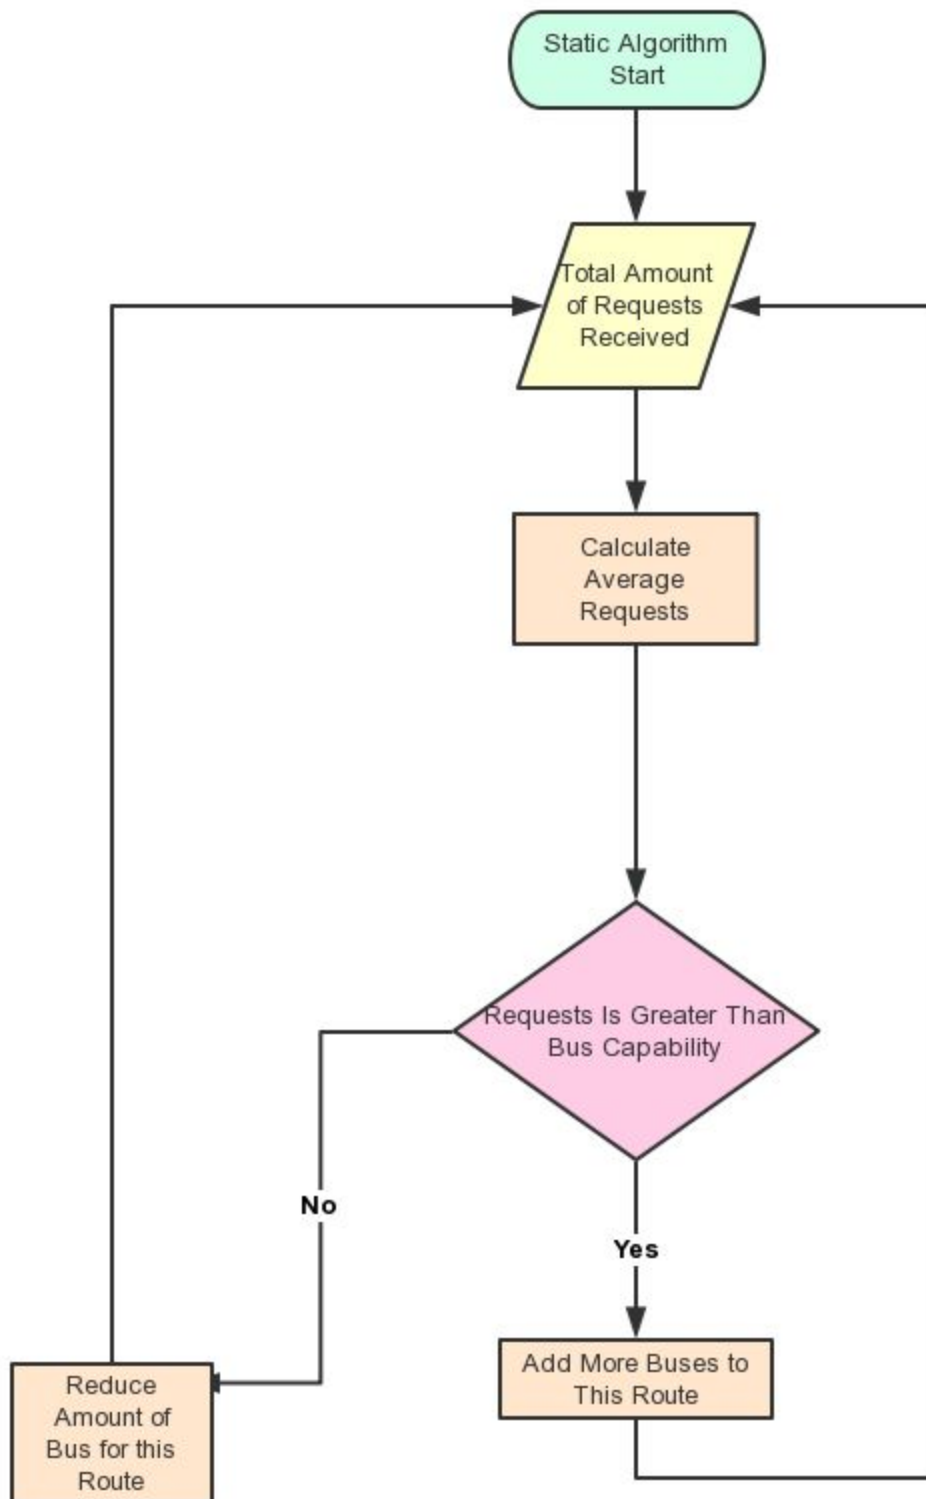 Static Algorithm
Start
Total Amount
of Requests
Received
Calculate
Average
Requests
Requests Is Greater Than
Bus Capability
No
Yes
Add More Buses to
This Route
Reduce
Amount of
Bus for this
Route